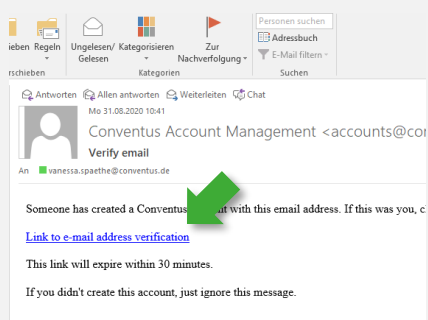 Personen suchen
ieben Regeln Ungelesen/ Kategorisieren Zur Adressbuch
Gelesen Nachverfolgung E-Mail filtern
rschieben Kategorien Suchen
Antworten Allen antworten Weiterleiten Chat
Mo 31.08.2020 10:41
Conventus Account Management <accounts@cor
Verify email
An vanessa.spaethe@conventus.de
Someone has created a Conventus with this email address. If this was you, c
Link to e-mail address verification
This link will expire within 30 minutes.
If you didn't create this account, just ignore this message.